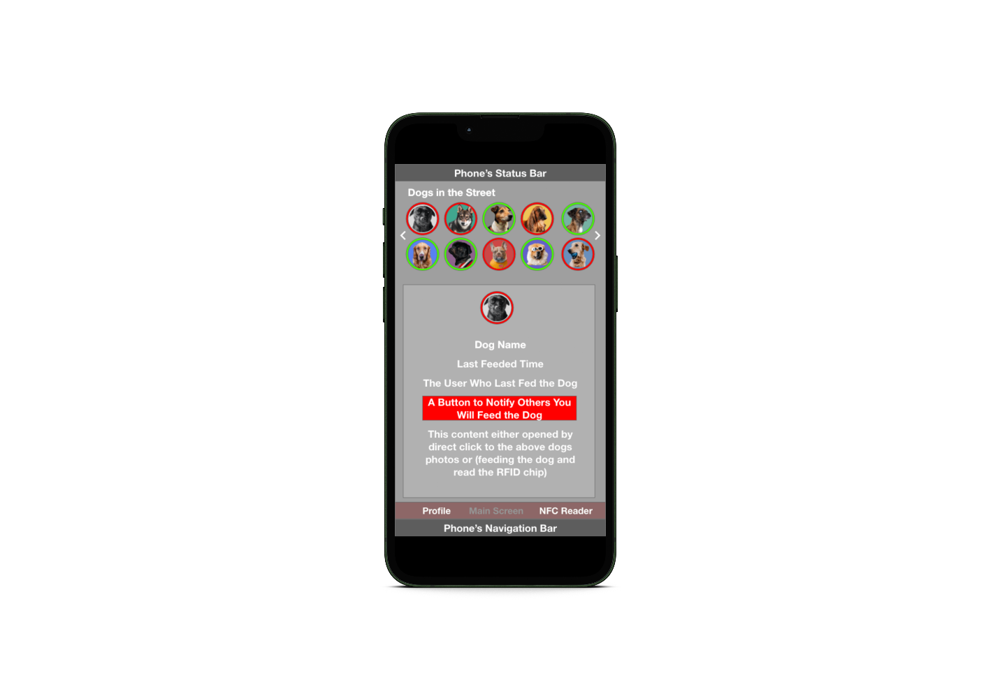 Phone’s Status Bar
Dogs in the Street
Dog Name
Last Feeded Time
The User Who Last Fed the Dog
A Button to Notify Others You
Will Feed the Dog
This content either opened by
direct click to the above dogs
photos or (feeding the dog and
read the RFID chip)
Profile Main Screen NFC Reader
Phone’s Navigation Bar